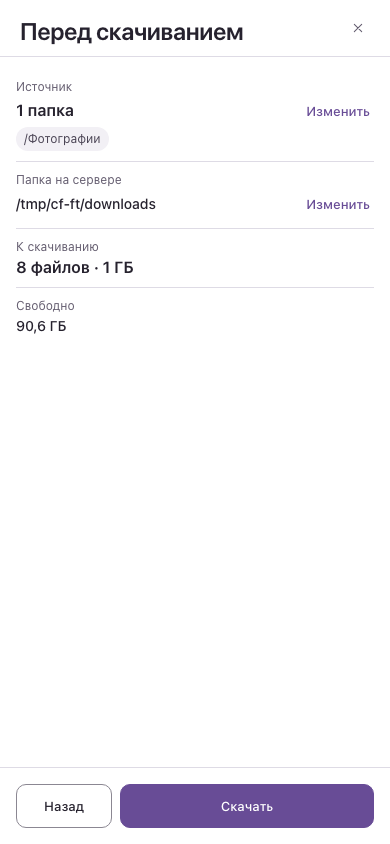 Перед скачиванием
Источник
1 папка
Изменить
/Фотографии
Папка на сервере
/tmp/cf-ft/downloads
Изменить
К скачиванию
8 файлов · 1 ГБ
Свободно
90,6 ГБ
Назад
Скачать